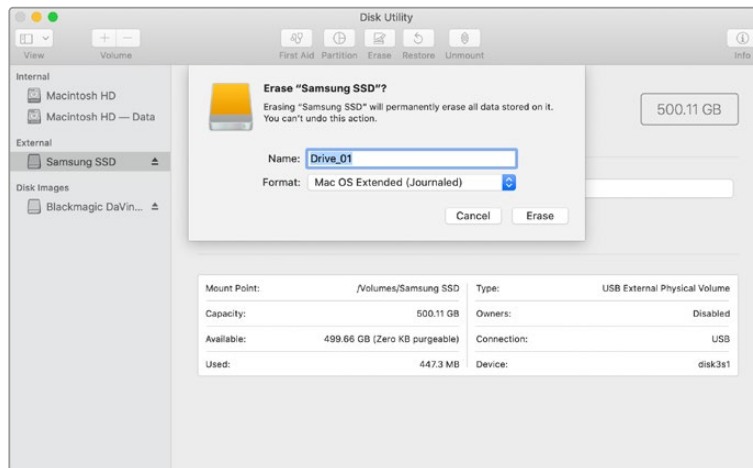 Disk Utility
View
Volume
First Aid
Partition
Erase
Restore
Unmount
Info
Internal
Macintosh HD
Macintosh HD — Data
External
Samsung SSD
Disk Images
Blackmagic DaVin...
Erase “Samsung SSD”?
Erasing “Samsung SSD” will permanently erase all data stored on it.
You can’t undo this action.
Name: Drive_01
Format: Mac OS Extended (Journaled)
Cancel
Erase
500.11 GB
Mount Point: /Volumes/Samsung SSD
Type: USB External Physical Volume
Capacity: 500.11 GB
Owners: Disabled
Available: 499.66 GB (Zero KB purgeable)
Connection: USB
Used: 447.3 MB
Device: disk3s1